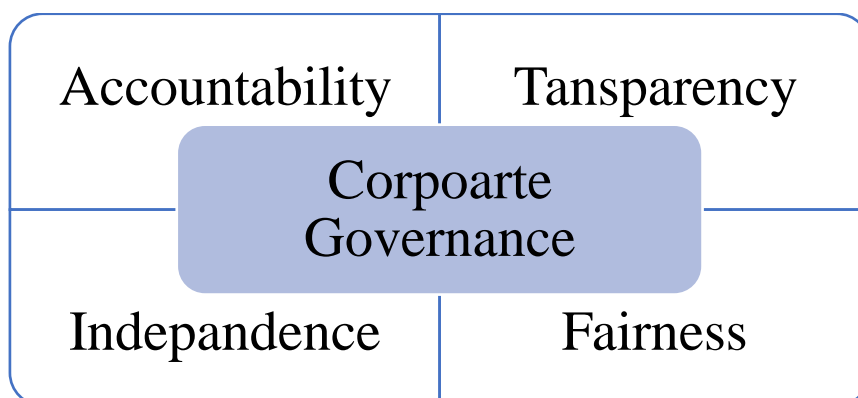 Accountability
Tansparency
Corpoarte
Governance
Indepandence
Fairness